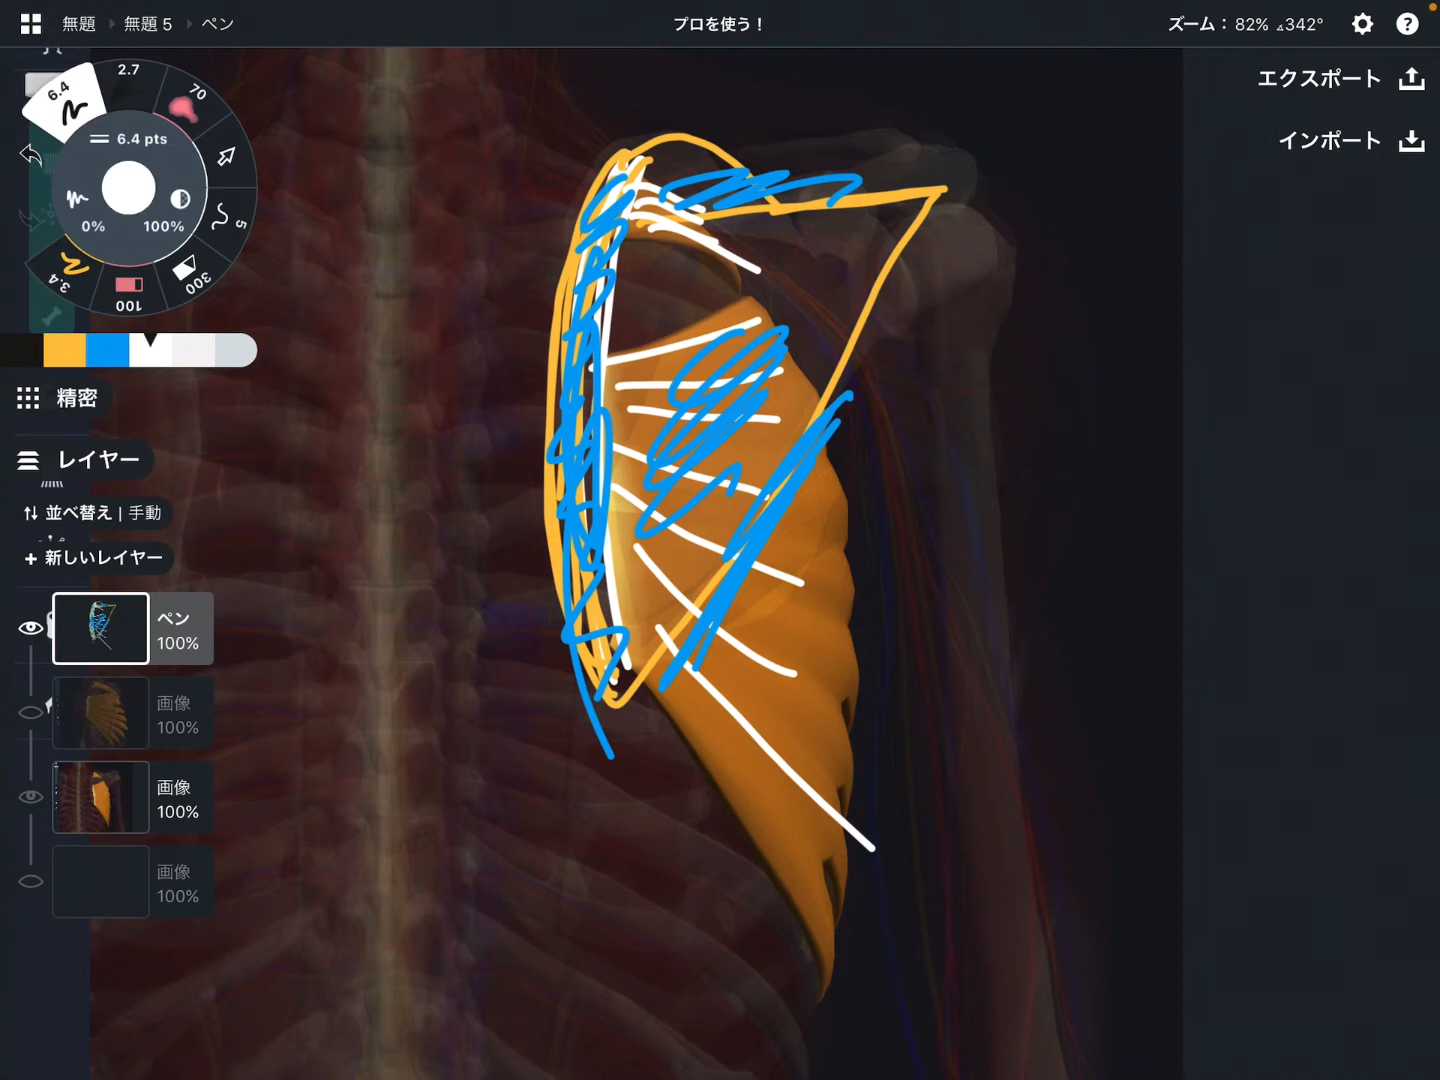 無題 無題 5 ペン
プロを使う！
ズーム： 82% ⊿342°
エクスポート
インポート
6.4
2.7
70
6.4 pts
0%
100%
5
300
100
3.4
精密
レイヤー
並べ替え | 手動
+ 新しいレイヤー
ペン
100%
画像
100%
画像
100%
画像
100%